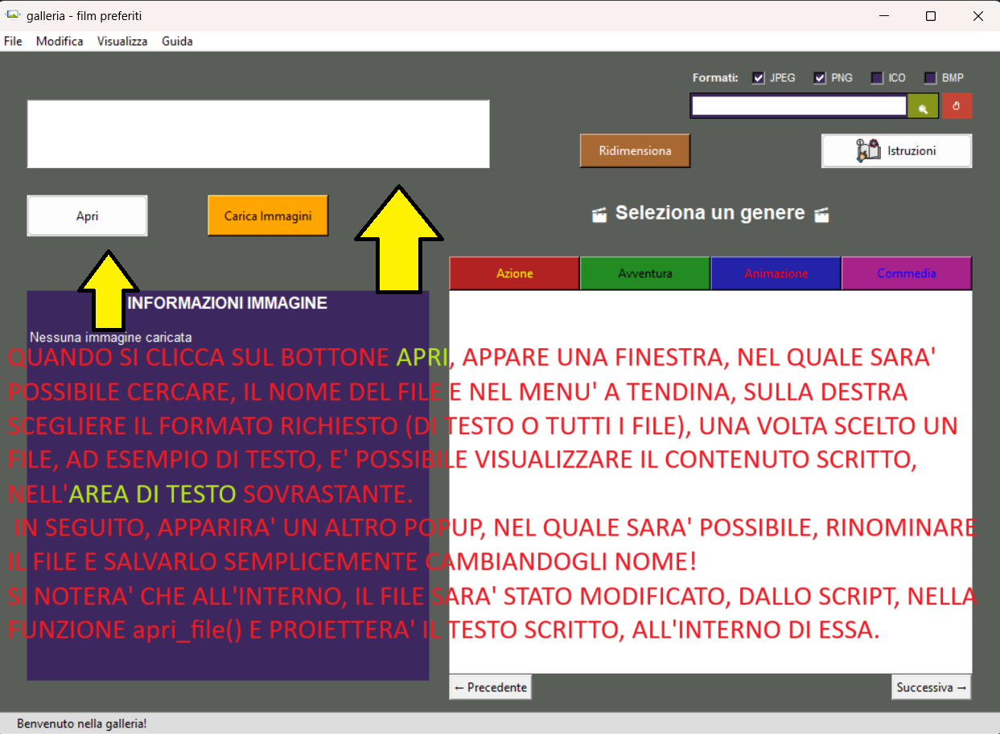 galleria - film preferiti
File Modifica Visualizza Guida
Formati: JPEG PNG ICO BMP
Ridimensiona
Istruzioni
Apri
Carica Immagini
Seleziona un genere
Azione Avventura Animazione Commedia
INFORMAZIONI IMMAGINE
Nessuna immagine caricata
QUANDO SI CLICCA SUL BOTTONE APRI, APPARE UNA FINESTRA, NEL QUALE SARA'
POSSIBILE CERCARE, IL NOME DEL FILE E NEL MENU' A TENDINA, SULLA DESTRA
SCEGLIERE IL FORMATO RICHIESTO (DI TESTO O TUTTI I FILE), UNA VOLTA SCELTO UN
FILE, AD ESEMPIO DI TESTO, E' POSSIBILE VISUALIZZARE IL CONTENUTO SCRITTO,
NELL'AREA DI TESTO SOVRASTANTE.
IN SEGUITO, APPARIRA' UN ALTRO POPUP, NEL QUALE SARA' POSSIBILE, RINOMINARE
IL FILE E SALVARLO SEMPLICEMENTE CAMBIANDOGLI NOME!
SI NOTERA' CHE ALL'INTERNO, IL FILE SARA' STATO MODIFICATO, DALLO SCRIPT, NELLA
FUNZIONE apri_file() E PROIETTERA' IL TESTO SCRITTO, ALL'INTERNO DI ESSA.
← Precedente
Successiva →
Benvenuto nella galleria!